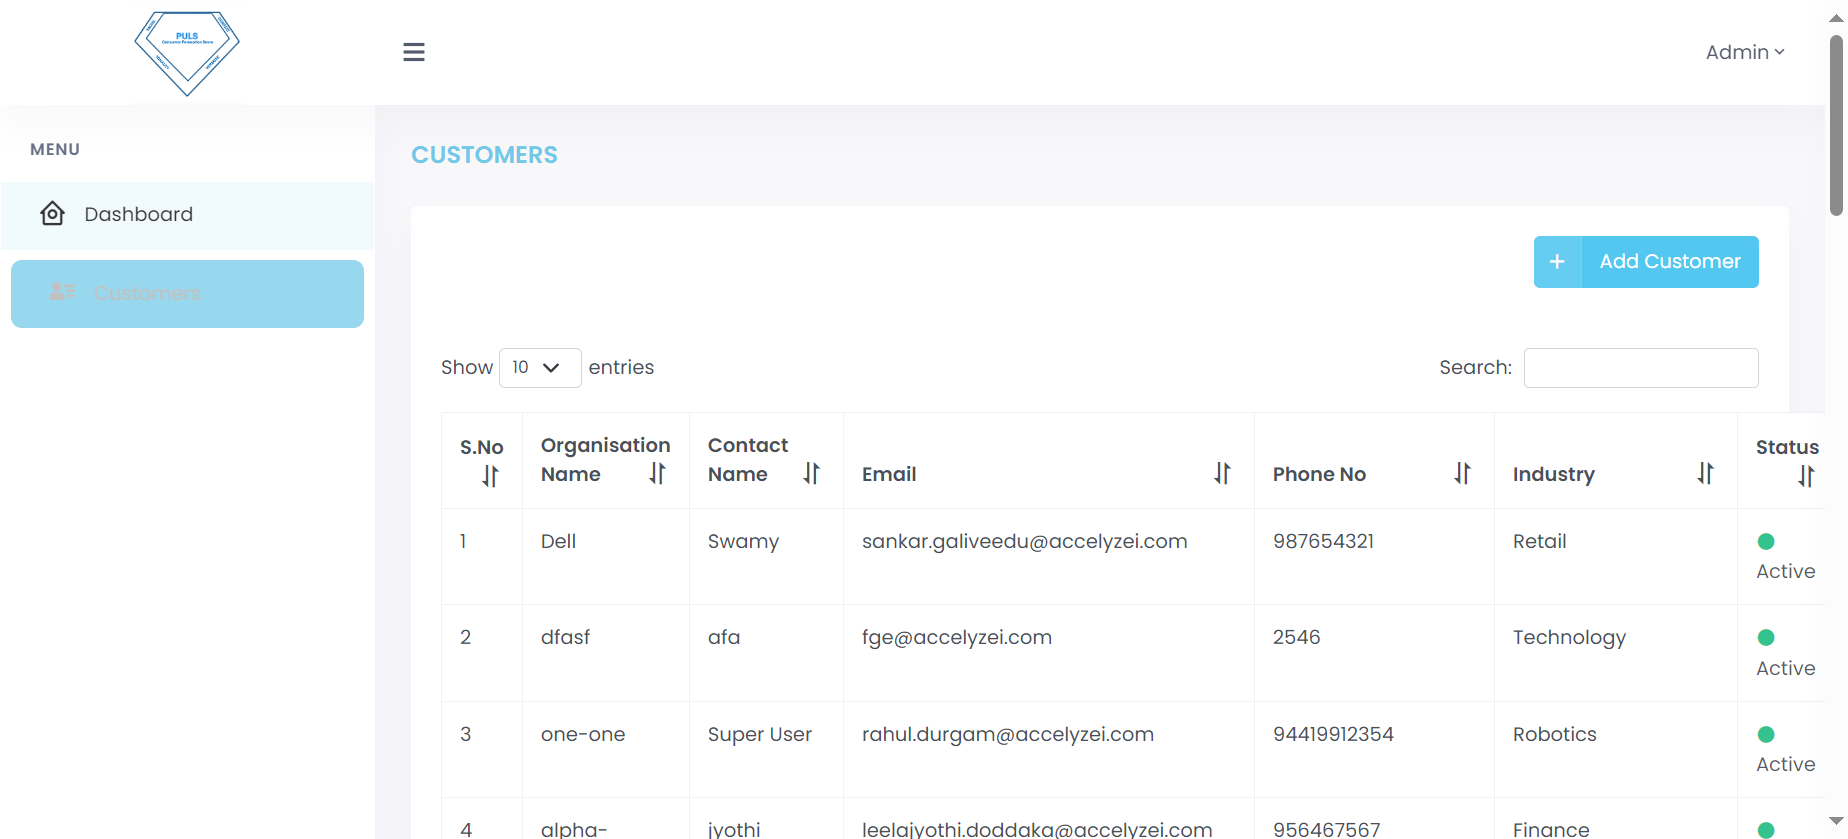 PULS
Admin
MENU
Dashboard
Customers
CUSTOMERS
+ Add Customer
Show 10 entries
Search:
S.No Organisation Name Contact Name Email Phone No Industry Status
1 Dell Swamy sankar.galiveedu@accelyzei.com 987654321 Retail Active
2 dfasf afa fge@accelyzei.com 2546 Technology Active
3 one-one Super User rahul.durgam@accelyzei.com 94419912354 Robotics Active
4 alpha- jyothi leelajyothi.doddaka@accelyzei.com 956467567 Finance